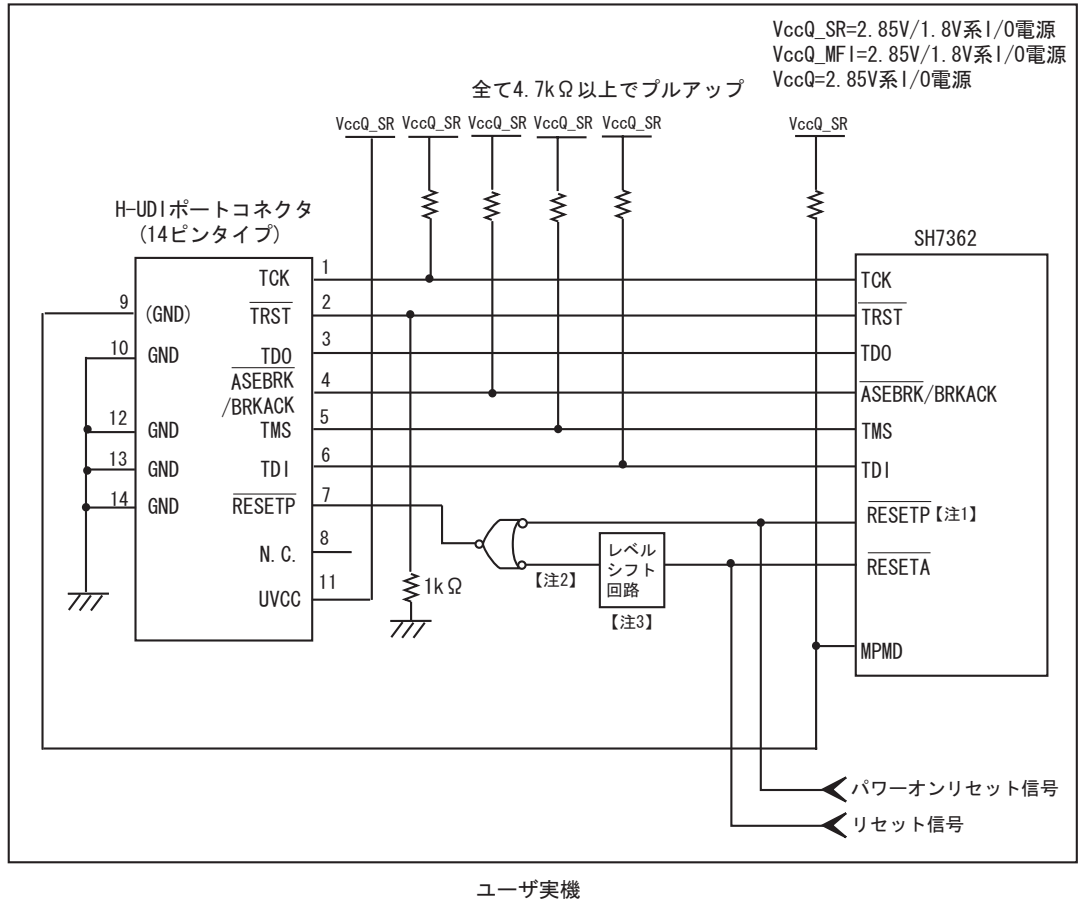 VccQ_SR=2.85V/1.8V系I/O電源
VccQ_MFI=2.85V/1.8V系I/O電源
VccQ=2.85V系I/O電源
全て4.7kΩ以上でプルアップ
VccQ_SR VccQ_SR VccQ_SR VccQ_SR VccQ_SR VccQ_SR
H-UDIポートコネクタ
(14ピンタイプ)
SH7362
TCK 1 TCK
9 (GND) TRST 2 TRST
10 GND TDO 3 TDO
ASEBRK
/BRKACK 4 ASEBRK/BRKACK
12 GND TMS 5 TMS
13 GND TDI 6 TDI
14 GND RESETP 7 RESETP【注1】
N.C. 8
UVCC 11
1kΩ
【注2】
レベル
シフト
回路
【注3】
RESETA
MPMD
パワーオンリセット信号
リセット信号
ユーザ実機